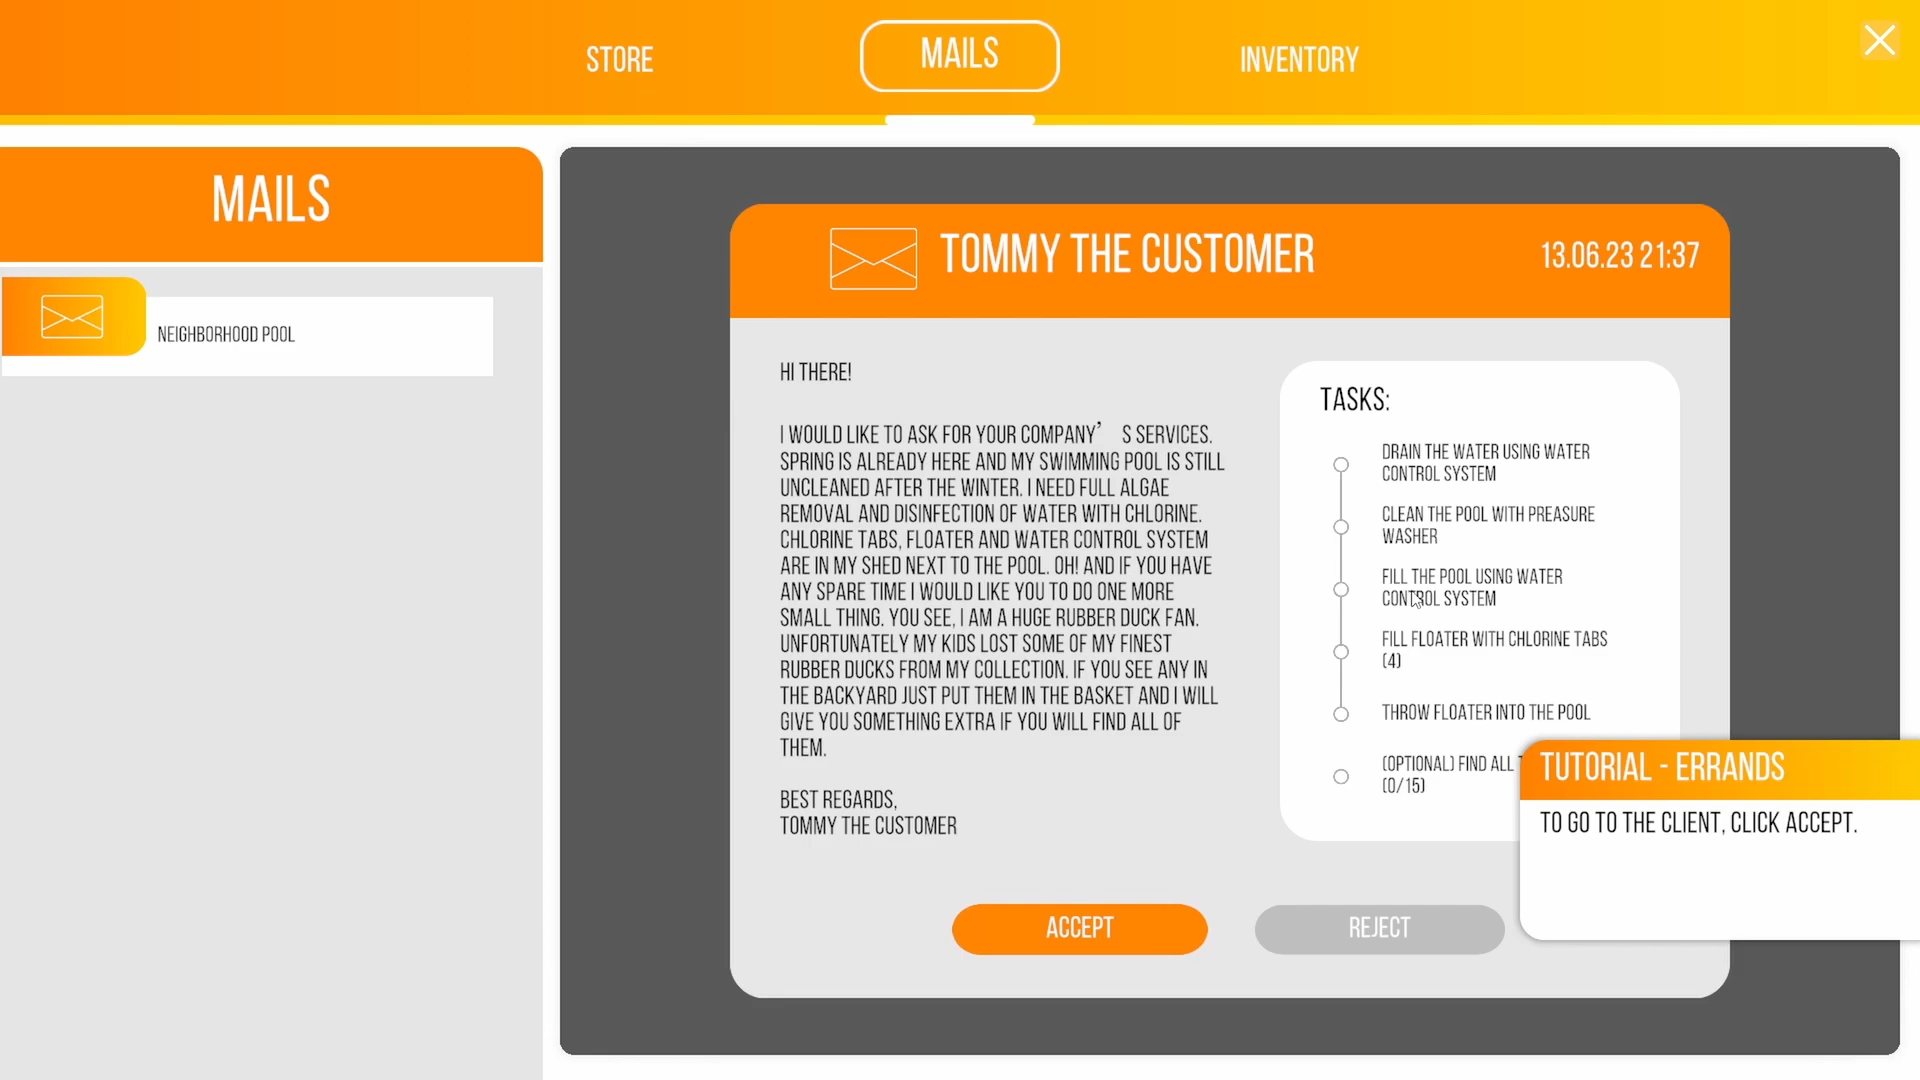 STORE
MAILS
INVENTORY
MAILS
NEIGHBORHOOD POOL
TOMMY THE CUSTOMER
13.06.23 21:37
HI THERE!
I WOULD LIKE TO ASK FOR YOUR COMPANY’ S SERVICES.
SPRING IS ALREADY HERE AND MY SWIMMING POOL IS STILL
UNCLEANED AFTER THE WINTER. I NEED FULL ALGAE
REMOVAL AND DISINFECTION OF WATER WITH CHLORINE.
CHLORINE TABS, FLOATER AND WATER CONTROL SYSTEM
ARE IN MY SHED NEXT TO THE POOL. OH! AND IF YOU HAVE
ANY SPARE TIME I WOULD LIKE YOU TO DO ONE MORE
SMALL THING. YOU SEE, I AM A HUGE RUBBER DUCK FAN.
UNFORTUNATELY MY KIDS LOST SOME OF MY FINEST
RUBBER DUCKS FROM MY COLLECTION. IF YOU SEE ANY IN
THE BACKYARD JUST PUT THEM IN THE BASKET AND I WILL
GIVE YOU SOMETHING EXTRA IF YOU WILL FIND ALL OF
THEM.
BEST REGARDS,
TOMMY THE CUSTOMER
TASKS:
DRAIN THE WATER USING WATER
CONTROL SYSTEM
CLEAN THE POOL WITH PREASURE
WASHER
FILL THE POOL USING WATER
CONTROL SYSTEM
FILL FLOATER WITH CHLORINE TABS
(4)
THROW FLOATER INTO THE POOL
(OPTIONAL) FIND ALL
(0/15)
TUTORIAL - ERRANDS
TO GO TO THE CLIENT, CLICK ACCEPT.
ACCEPT
REJECT